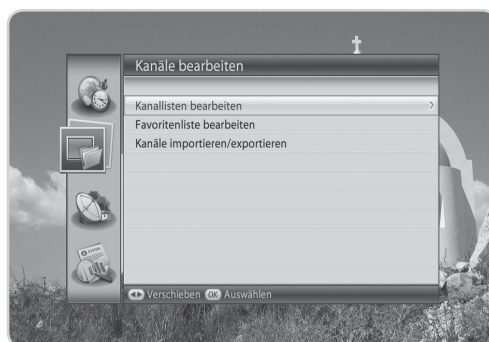 Kanäle bearbeiten
Kanallisten bearbeiten
Favoritenliste bearbeiten
Kanäle importieren/exportieren
Verschieben OK Auswählen